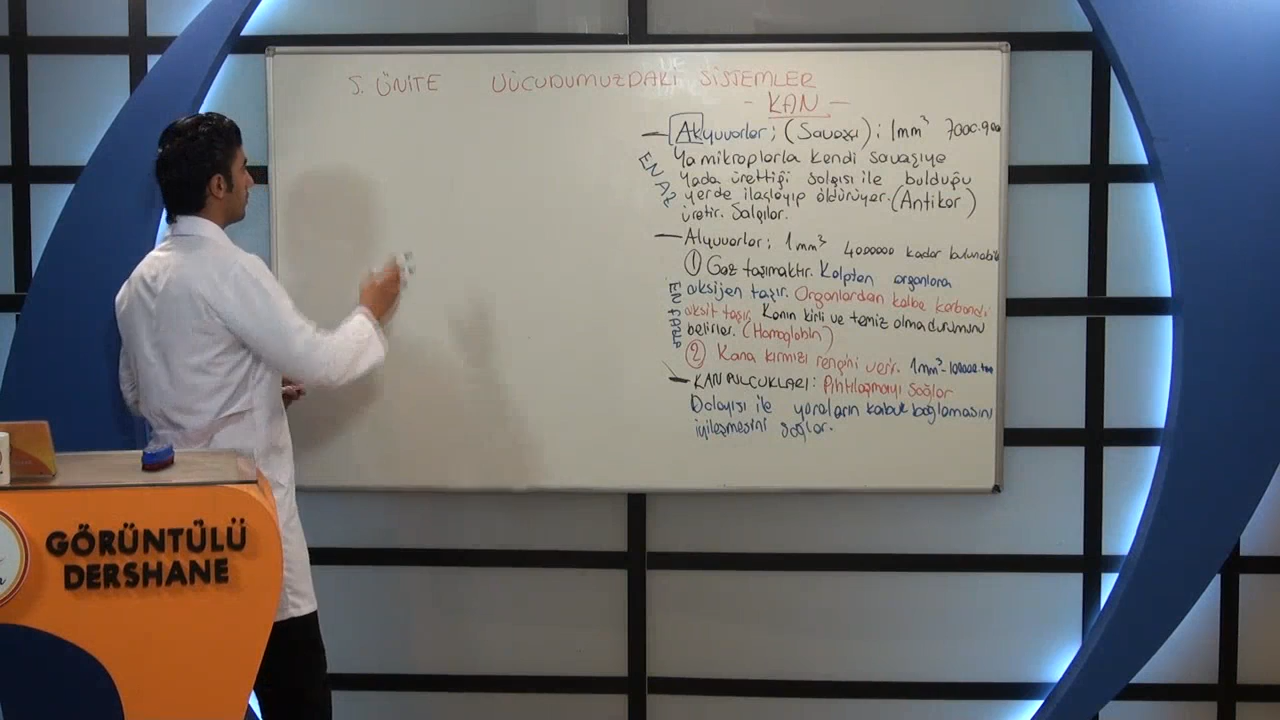 5. ÜNİTE VÜCUDUMUZDAKİ SİSTEMLER
- KAN -
— Akyuvarlar; (Savaşçı); 1mm³ 7000.900
Ya mikroplarla kendi savaşıyo
yada ürettiği salgısı ile bulduğu
yerde ilaçlayıp öldürüyor. (Antikor)
üretir. Salgılar.
EN AZ
— Alyuvarlar; 1mm³ 4000000 kadar bulunabilir
① Gaz taşımaktır. Kalpten organlara
oksijen taşır. Organlardan kalbe karbondi
oksit taşır. Kanın kirli ve temiz olma durumunu
belirler. (Hemoglobin)
EN FAZLA
② Kana kırmızı rengini verir. 1mm³-
— KAN PULCUKLARI: Pıhtılaşmayı Sağlar
Dolayısı ile yaraların kabuk bağlamasını
iyileşmesini sağlar.
GÖRÜNTÜLÜ
DERSHANE